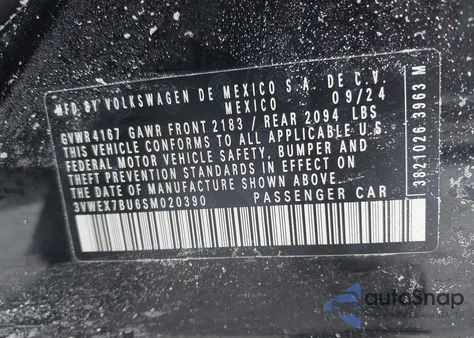 MFD BY VOLKSWAGEN DE MEXICO S.A. DE C.V.
MEXICO 09/24
GVWR4167 GAWR FRONT 2183 / REAR 2094 LBS
THIS VEHICLE CONFORMS TO ALL APPLICABLE
FEDERAL MOTOR VEHICLE SAFETY, BUMPER AND
THEFT PREVENTION STANDARDS IN EFFECT ON
THE DATE OF MANUFACTURE SHOWN ABOVE.
3VWEX7BU6SM020390 PASSENGER CAR
3821026 3963 M
autoSnap